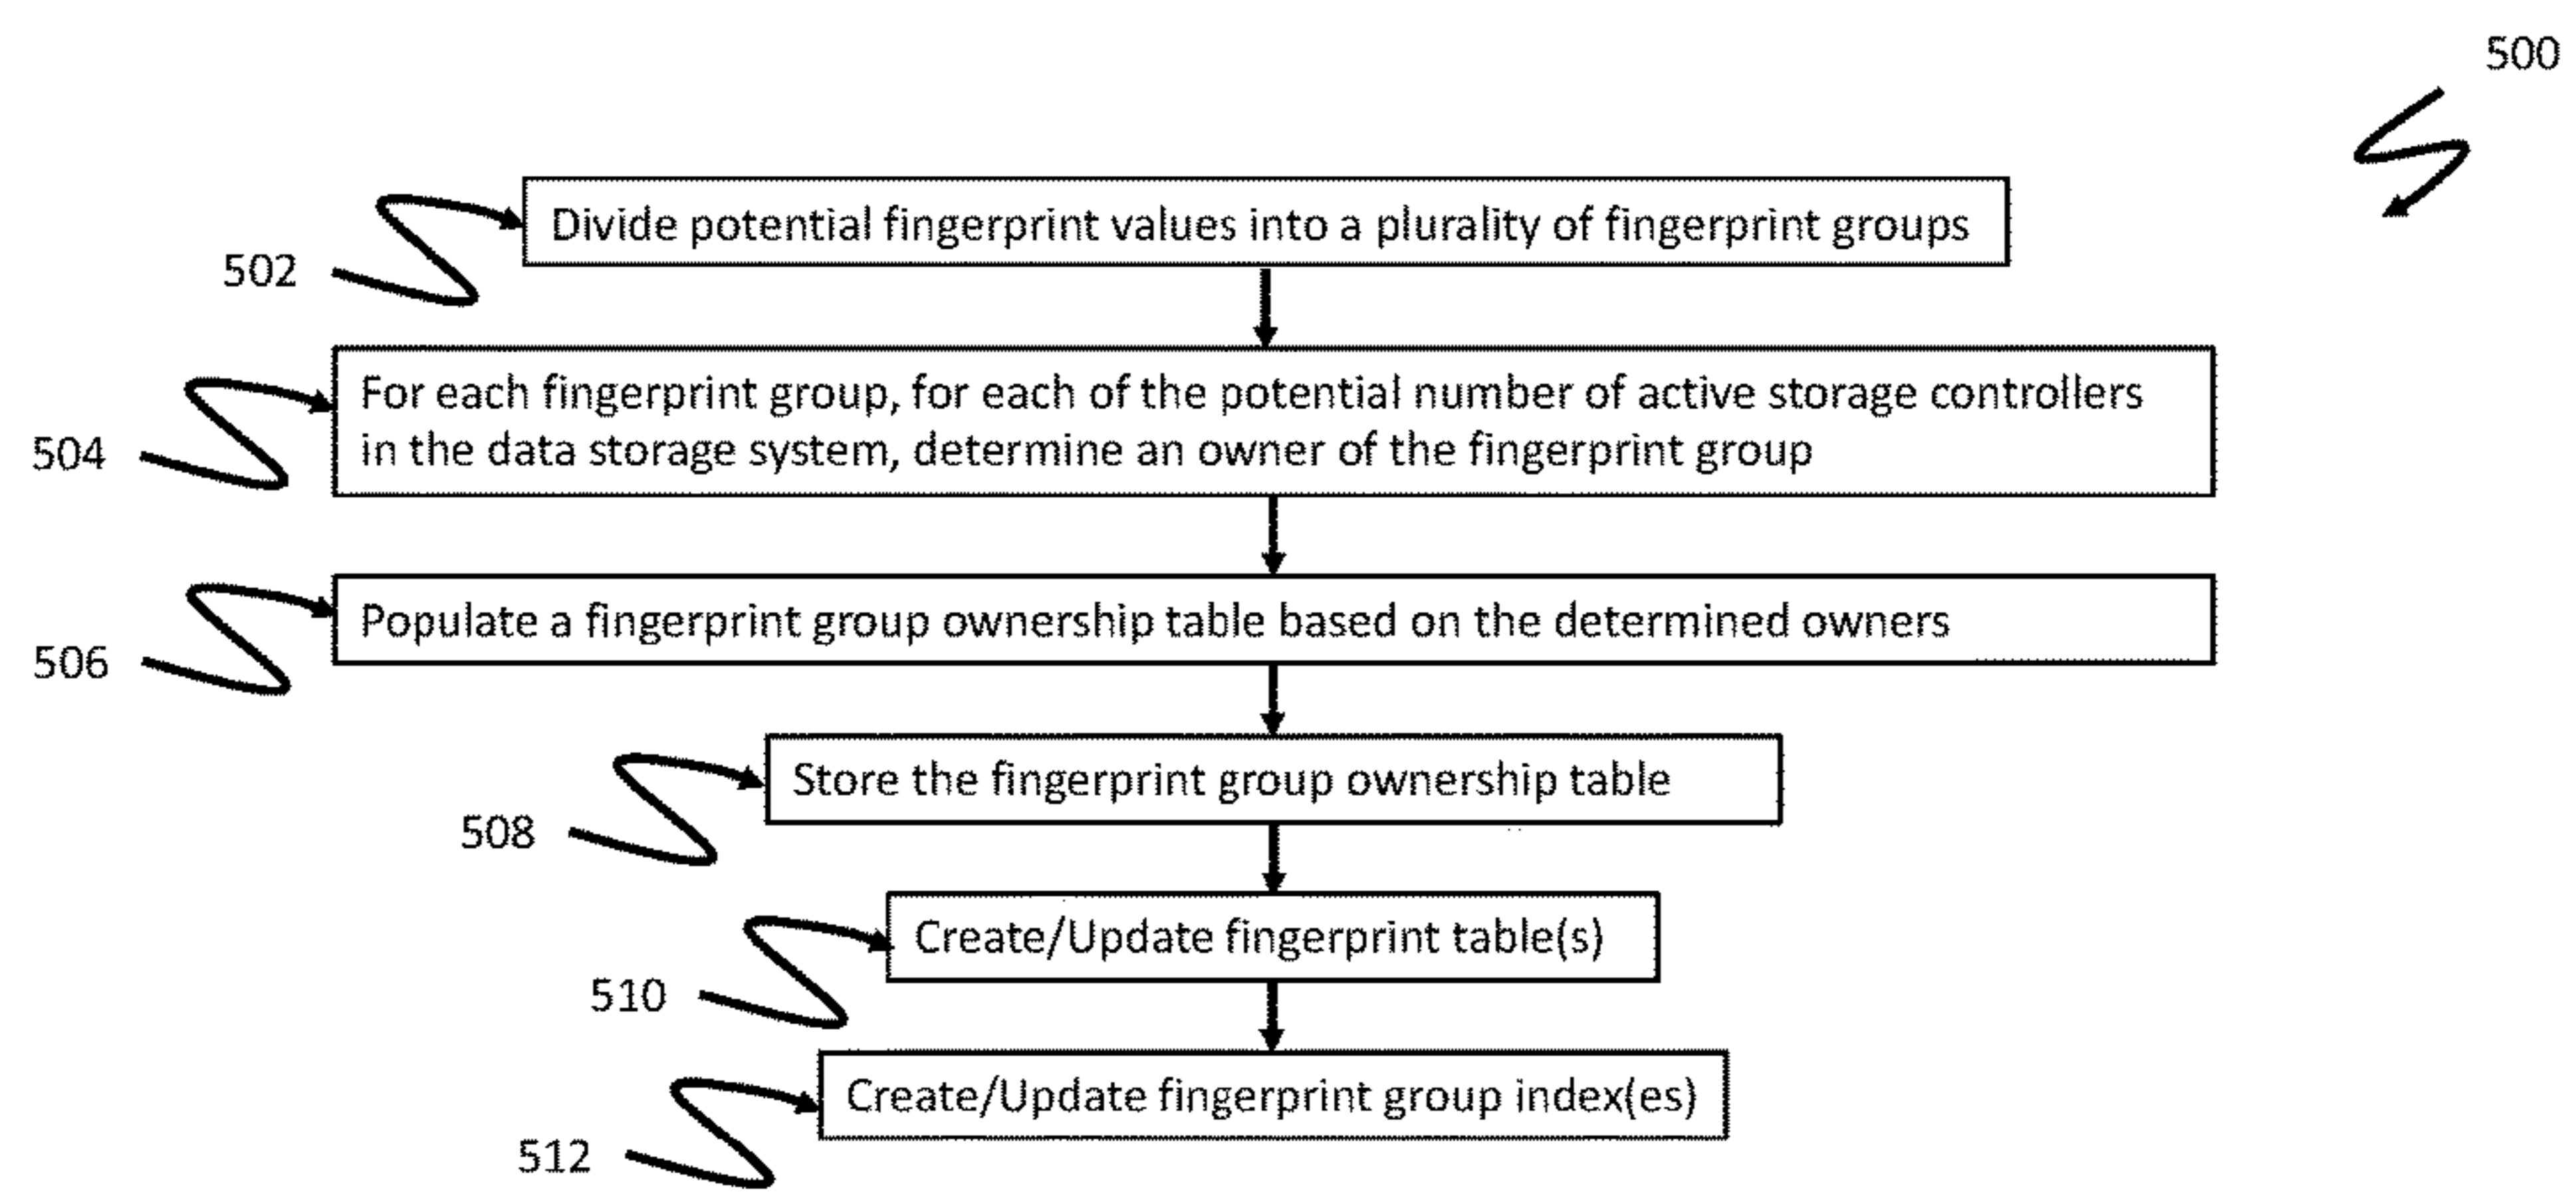 500
Divide potential fingerprint values into a plurality of fingerprint groups
502
For each fingerprint group, for each of the potential number of active storage controllers
in the data storage system, determine an owner of the fingerprint group
504
Populate a fingerprint group ownership table based on the determined owners
506
Store the fingerprint group ownership table
508
Create/Update fingerprint table(s)
510
Create/Update fingerprint group index(es)
512